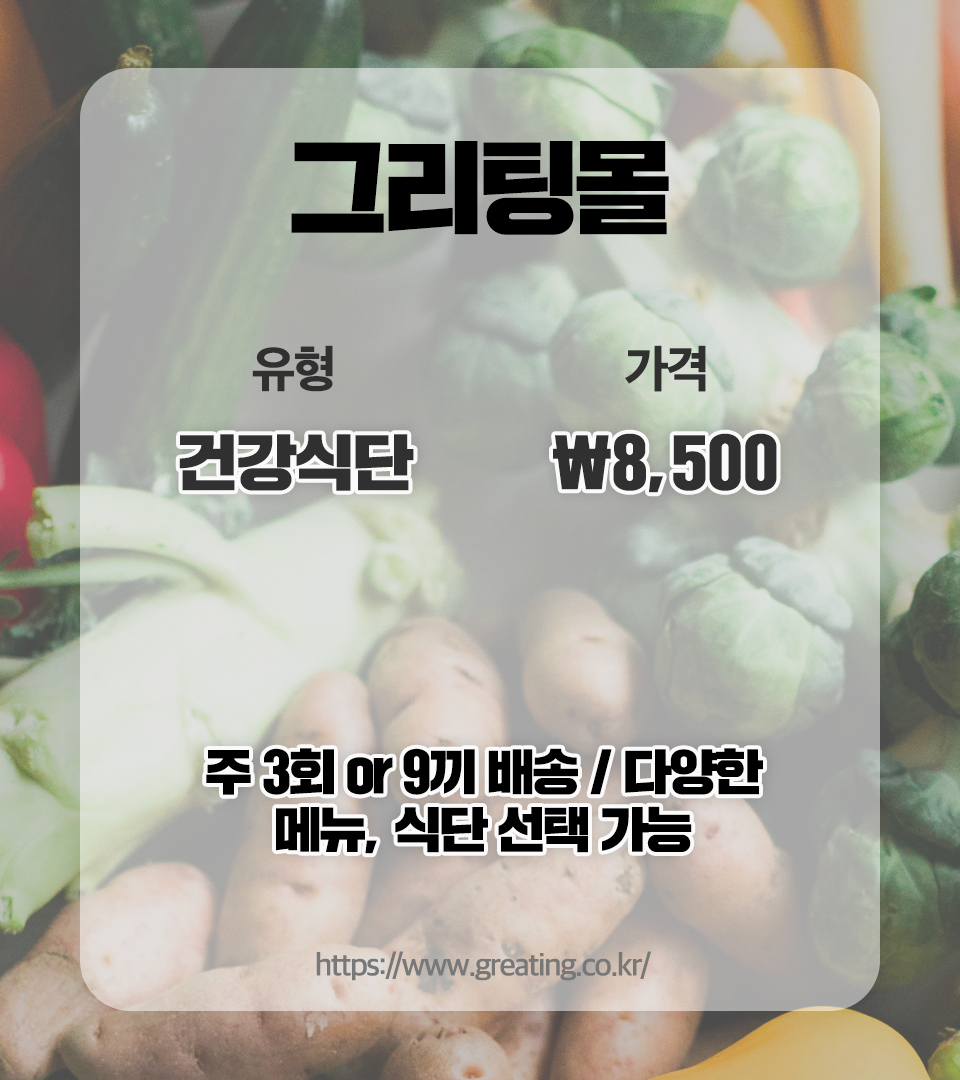 그리팅몰
유형
가격
건강식단
₩8,500
주 3회 or 9끼 배송 / 다양한
메뉴, 식단 선택 가능
https://www.greating.co.kr/